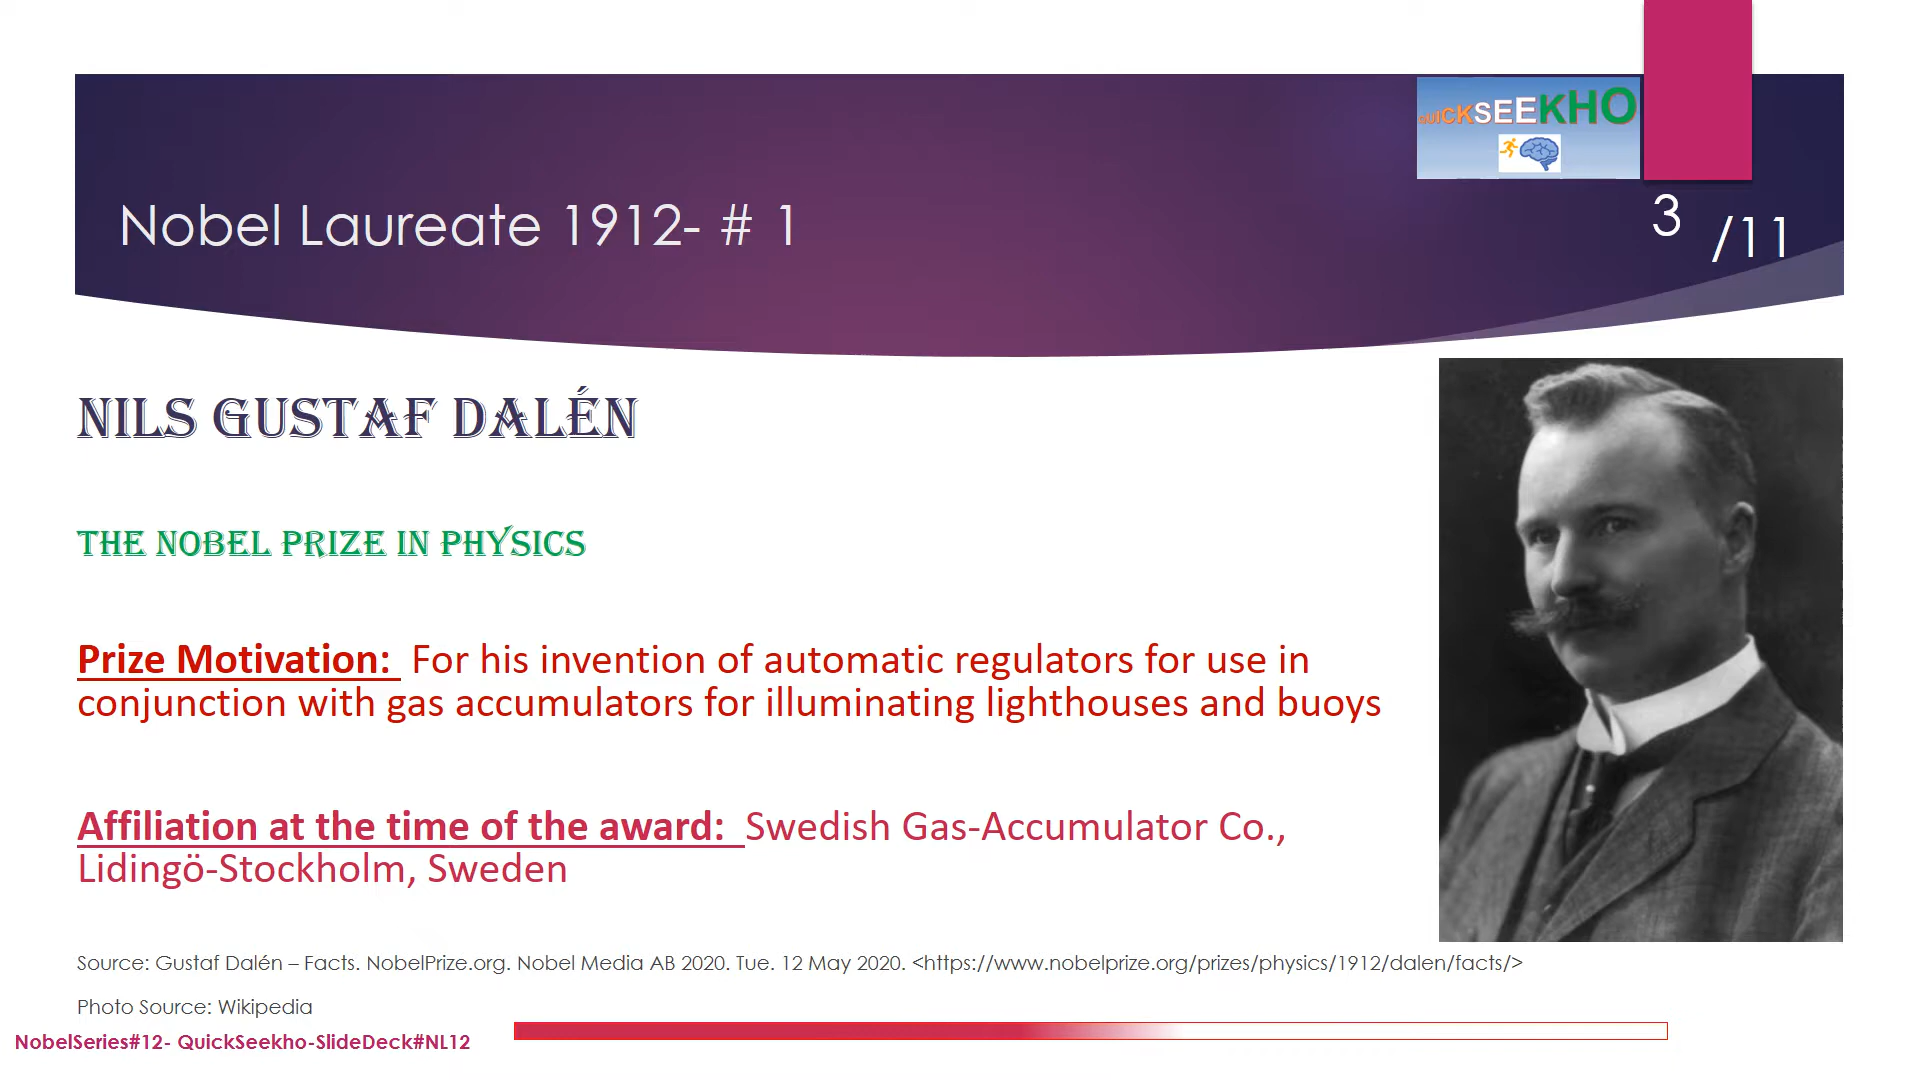 QUICKSEEKHO
Nobel Laureate 1912- # 1
3 /11
NILS GUSTAF DALÉN
THE NOBEL PRIZE IN PHYSICS
Prize Motivation: For his invention of automatic regulators for use in
conjunction with gas accumulators for illuminating lighthouses and buoys
Affiliation at the time of the award: Swedish Gas-Accumulator Co.,
Lidingö-Stockholm, Sweden
Source: Gustaf Dalén – Facts. NobelPrize.org. Nobel Media AB 2020. Tue. 12 May 2020. <https://www.nobelprize.org/prizes/physics/1912/dalen/facts/>
Photo Source: Wikipedia
NobelSeries#12- QuickSeekho-SlideDeck#NL12